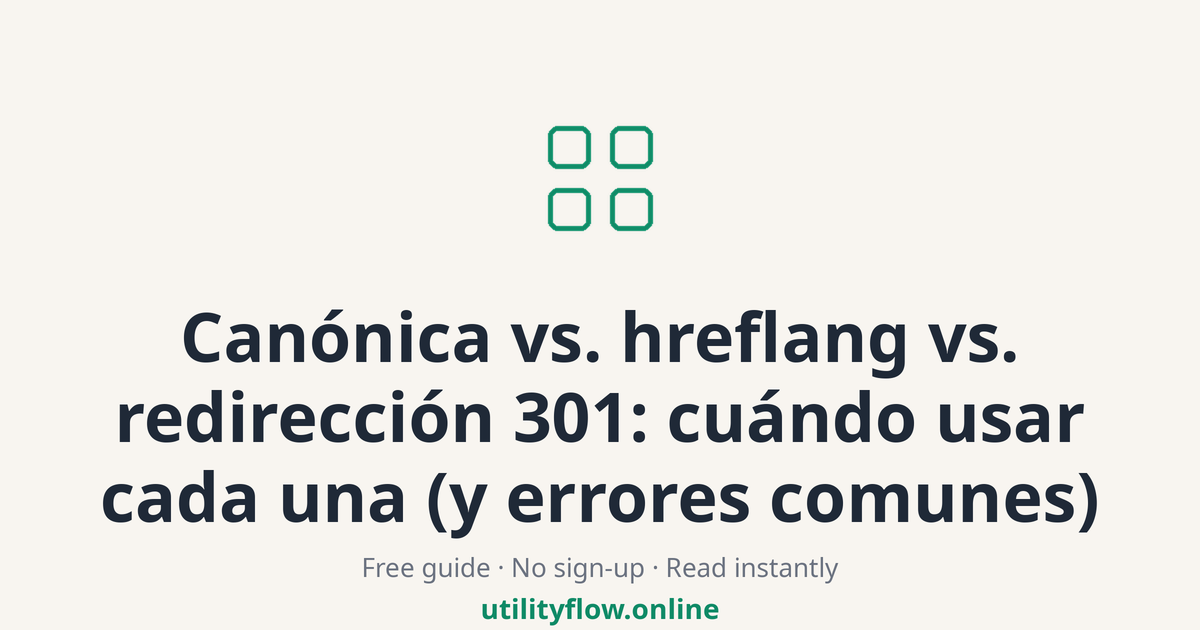 Canónica vs. hreflang vs.
redirección 301: cuándo usar
cada una (y errores comunes)
Free guide · No sign-up · Read instantly
utilityflow.online